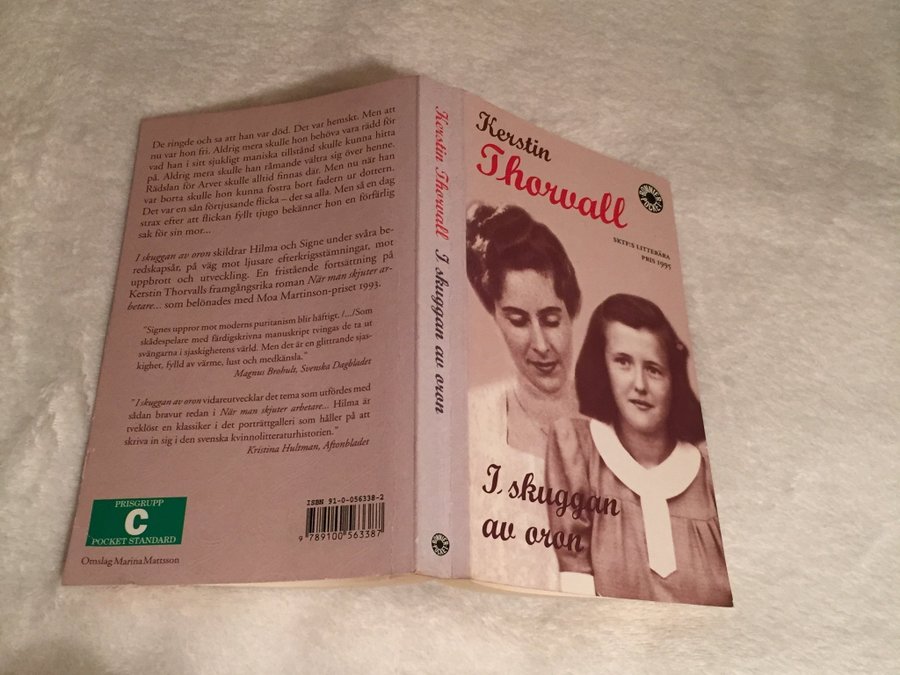 De ringde och sa att han var död. Det var hemskt. Men att
nu var hon fri. Aldrig mera skulle hon behöva vara rädd för
vad han i sitt sjukligt maniska tillstånd skulle kunna hitta
på. Aldrig mera skulle han råmande vältra sig över henne.
Rädslan för Arvet skulle alltid finnas där. Men nu när han
var borta skulle hon kunna fostra bort fadern ur dottern.
Det var en sån förtjusande flicka – det sa alla. Men så en dag
strax efter att flickan fyllt tjugo bekänner hon en förfärlig
sak för sin mor...
I skuggan av oron skildrar Hilma och Signe under svåra be-
redskapsår, på väg mot ljusare efterkrigsstämningar, mot
uppbrott och utveckling. En fristående fortsättning på
Kerstin Thorvalls framgångsrika roman När man skjuter ar-
betare... som belönades med Moa Martinson-priset 1993.
"Signes uppror mot moderns puritanism blir häftigt. /.../Som
skådespelare med färdigskrivna manuskript tvingas de ta ut
svängarna i sjaskighetens värld. Men det är en glittrande sjas-
kighet, fylld av värme, lust och medkänsla."
Magnus Brohult, Svenska Dagbladet
"I skuggan av oron vidareutvecklar det tema som utfördes med
sådan bravur redan i När man skjuter arbetare... Hilma är
tveklöst en klassiker i det porträttgalleri som håller på att
skriva in sig i den svenska kvinnolitteraturhistorien."
Kristina Hultman, Aftonbladet
PRISGRUPP
C
POCKET STANDARD
Omslag Marina Mattsson
ISBN 91-0-056338-2
9 789100 563387
Kerstin Thorvall I skuggan av oron
Kerstin
Thorvall
BONNIER
POCKET
SKTF:S LITTERÄRA
PRIS 1995
I skuggan
av oron